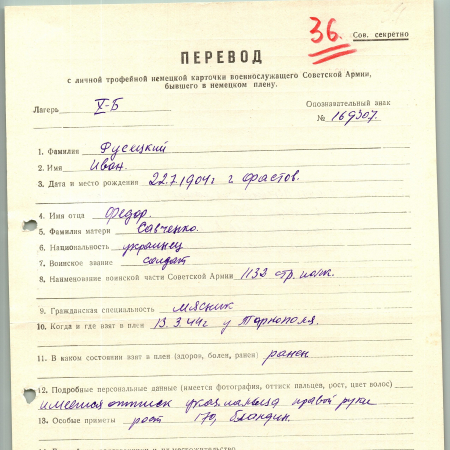 36.
Сов. секретно
ПЕРЕВОД
с личной трофейной немецкой карточки военнослужащего Советской Армии,
бывшего в немецком плену.
Лагерь X-Б
Опознавательный знак
№ 169307.
1. Фамилия Фусицкий
2. Имя Иван.
3. Дата и место рождения 22.7.1904г г. Фастов.
4. Имя отца Федор.
5. Фамилия матери Савченко.
6. Национальность украинец
7. Воинское звание солдат
8. Наименование воинской части Советской Армии 1132 стр. полк.
9. Гражданская специальность мясник
10. Когда и где взят в плен 13.3.44г у Тарнополя.
11. В каком состоянии взят в плен (здоров, болен, ранен) ранен
12. Подробные персональные данные (имеется фотография, оттиск пальцев, рост, цвет волос)
имеется оттиск указ. пальца правой руки
13. Особые приметы рост 170, блондин.